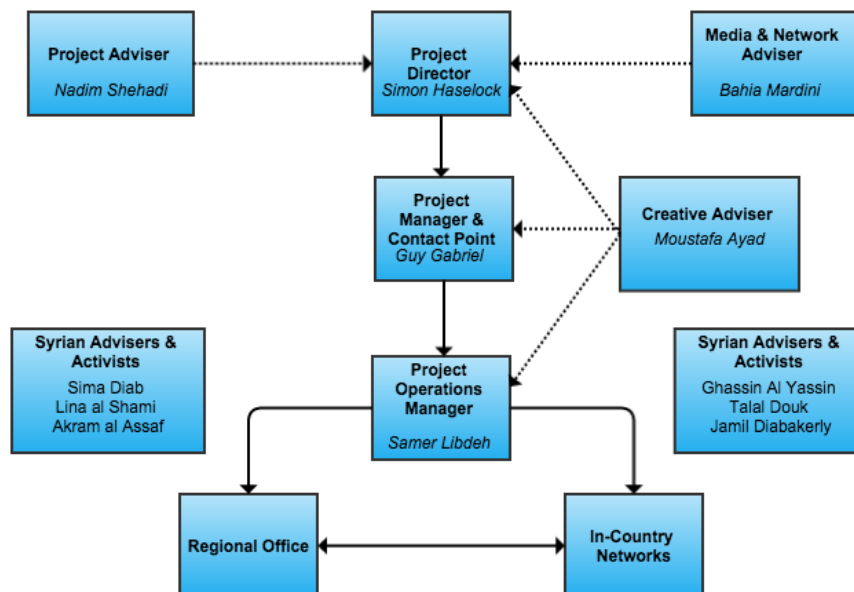 Project Adviser
Nadim Shehadi
Project
Director
Simon Haselock
Media & Network
Adviser
Bahia Mardini
Project
Manager &
Contact Point
Guy Gabriel
Creative Adviser
Moustafa Ayad
Syrian Advisers &
Activists
Sima Diab
Lina al Shami
Akram al Assaf
Project
Operations
Manager
Samer Libdeh
Syrian Advisers &
Activists
Ghassin Al Yassin
Talal Douk
Jamil Diabakerly
Regional Office
In-Country
Networks